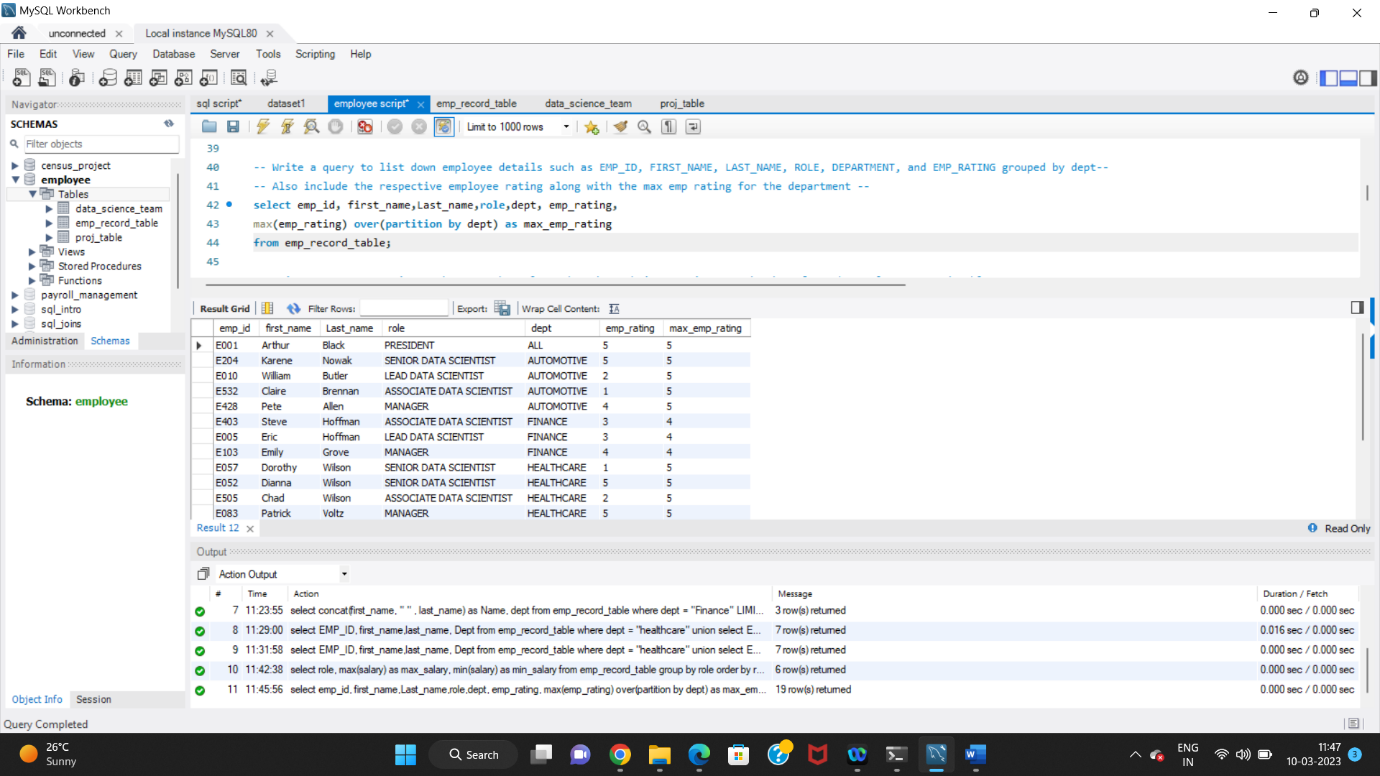 MySQL Workbench
unconnected Local instance MySQL80
File Edit View Query Database Server Tools Scripting Help
Navigator
SCHEMAS
Filter objects
census_project
employee
Tables
data_science_team
emp_record_table
proj_table
Views
Stored Procedures
Functions
payroll_management
sql_intro
sql_joins
Administration Schemas
Information
Schema: employee
Object Info Session
sql script* dataset1 employee script* emp_record_table data_science_team proj_table
Limit to 1000 rows
39
40 -- Write a query to list down employee details such as EMP_ID, FIRST_NAME, LAST_NAME, ROLE, DEPARTMENT, and EMP_RATING grouped by dept--
41 -- Also include the respective employee rating along with the max emp rating for the department --
42 select emp_id, first_name,Last_name,role,dept, emp_rating,
43 max(emp_rating) over(partition by dept) as max_emp_rating
44 from emp_record_table;
45
Result Grid Filter Rows: Export: Wrap Cell Content:
emp_id first_name Last_name role dept emp_rating max_emp_rating
E001 Arthur Black PRESIDENT ALL 5 5
E204 Karene Nowak SENIOR DATA SCIENTIST AUTOMOTIVE 5 5
E010 William Butler LEAD DATA SCIENTIST AUTOMOTIVE 2 5
E532 Claire Brennan ASSOCIATE DATA SCIENTIST AUTOMOTIVE 1 5
E428 Pete Allen MANAGER AUTOMOTIVE 4 5
E403 Steve Hoffman ASSOCIATE DATA SCIENTIST FINANCE 3 4
E005 Eric Hoffman LEAD DATA SCIENTIST FINANCE 3 4
E103 Emily Grove MANAGER FINANCE 4 4
E057 Dorothy Wilson SENIOR DATA SCIENTIST HEALTHCARE 1 5
E052 Dianna Wilson SENIOR DATA SCIENTIST HEALTHCARE 5 5
E505 Chad Wilson ASSOCIATE DATA SCIENTIST HEALTHCARE 2 5
E083 Patrick Voltz MANAGER HEALTHCARE 5 5
Result 12 Read Only
Output
Action Output
# Time Action Message Duration / Fetch
7 11:23:55 select concat(first_name, " " , last_name) as Name, dept from emp_record_table where dept = "Finance" LIMI... 3 row(s) returned 0.000 sec / 0.000 sec
8 11:29:00 select EMP_ID, first_name,last_name, Dept from emp_record_table where dept = "healthcare" union select E... 7 row(s) returned 0.016 sec / 0.000 sec
9 11:31:58 select EMP_ID, first_name,last_name, Dept from emp_record_table where dept = "healthcare" union select E... 7 row(s) returned 0.000 sec / 0.000 sec
10 11:42:38 select role, max(salary) as max_salary, min(salary) as min_salary from emp_record_table group by role order by r... 6 row(s) returned 0.000 sec / 0.000 sec
11 11:45:56 select emp_id, first_name,Last_name,role,dept, emp_rating, max(emp_rating) over(partition by dept) as max_em... 19 row(s) returned 0.000 sec / 0.000 sec
Query Completed
26°C
Sunny
Search
ENG
IN
11:47
10-03-2023
3